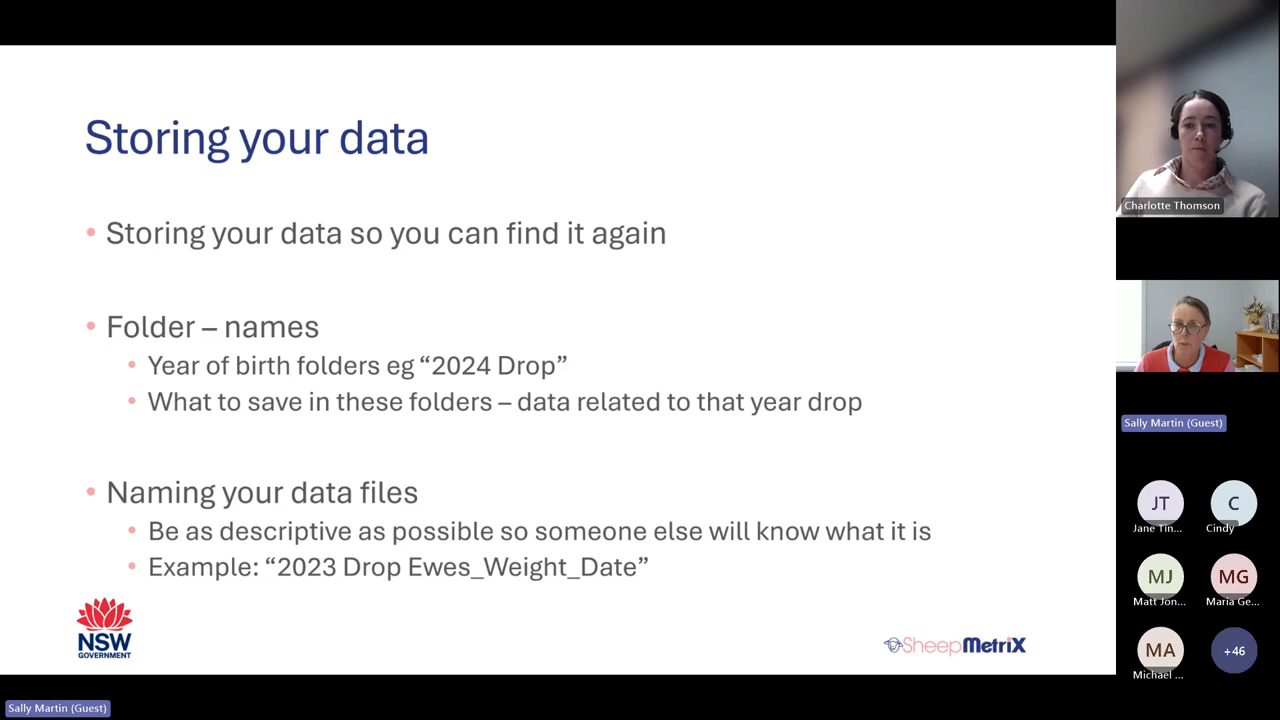 Storing your data
• Storing your data so you can find it again
• Folder – names
• Year of birth folders eg “2024 Drop”
• What to save in these folders – data related to that year drop
• Naming your data files
• Be as descriptive as possible so someone else will know what it is
• Example: “2023 Drop Ewes_Weight_Date”
NSW
GOVERNMENT
SheepMetriX
Sally Martin (Guest)
Charlotte Thomson
Sally Martin (Guest)
JT
Jane Tin...
C
Cindy
MJ
Matt Jon...
MG
Maria Ge...
MA
Michael ...
+46